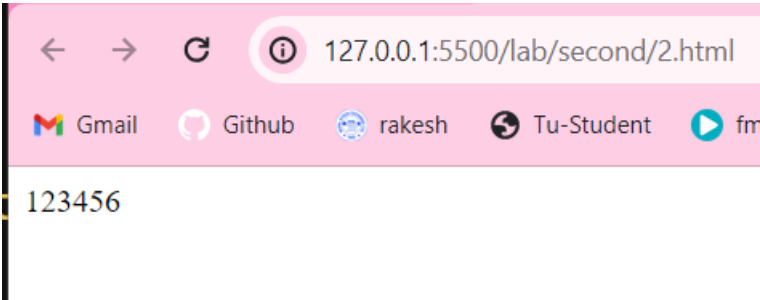 127.0.0.1:5500/lab/second/2.html
Gmail Github rakesh Tu-Student fm
123456